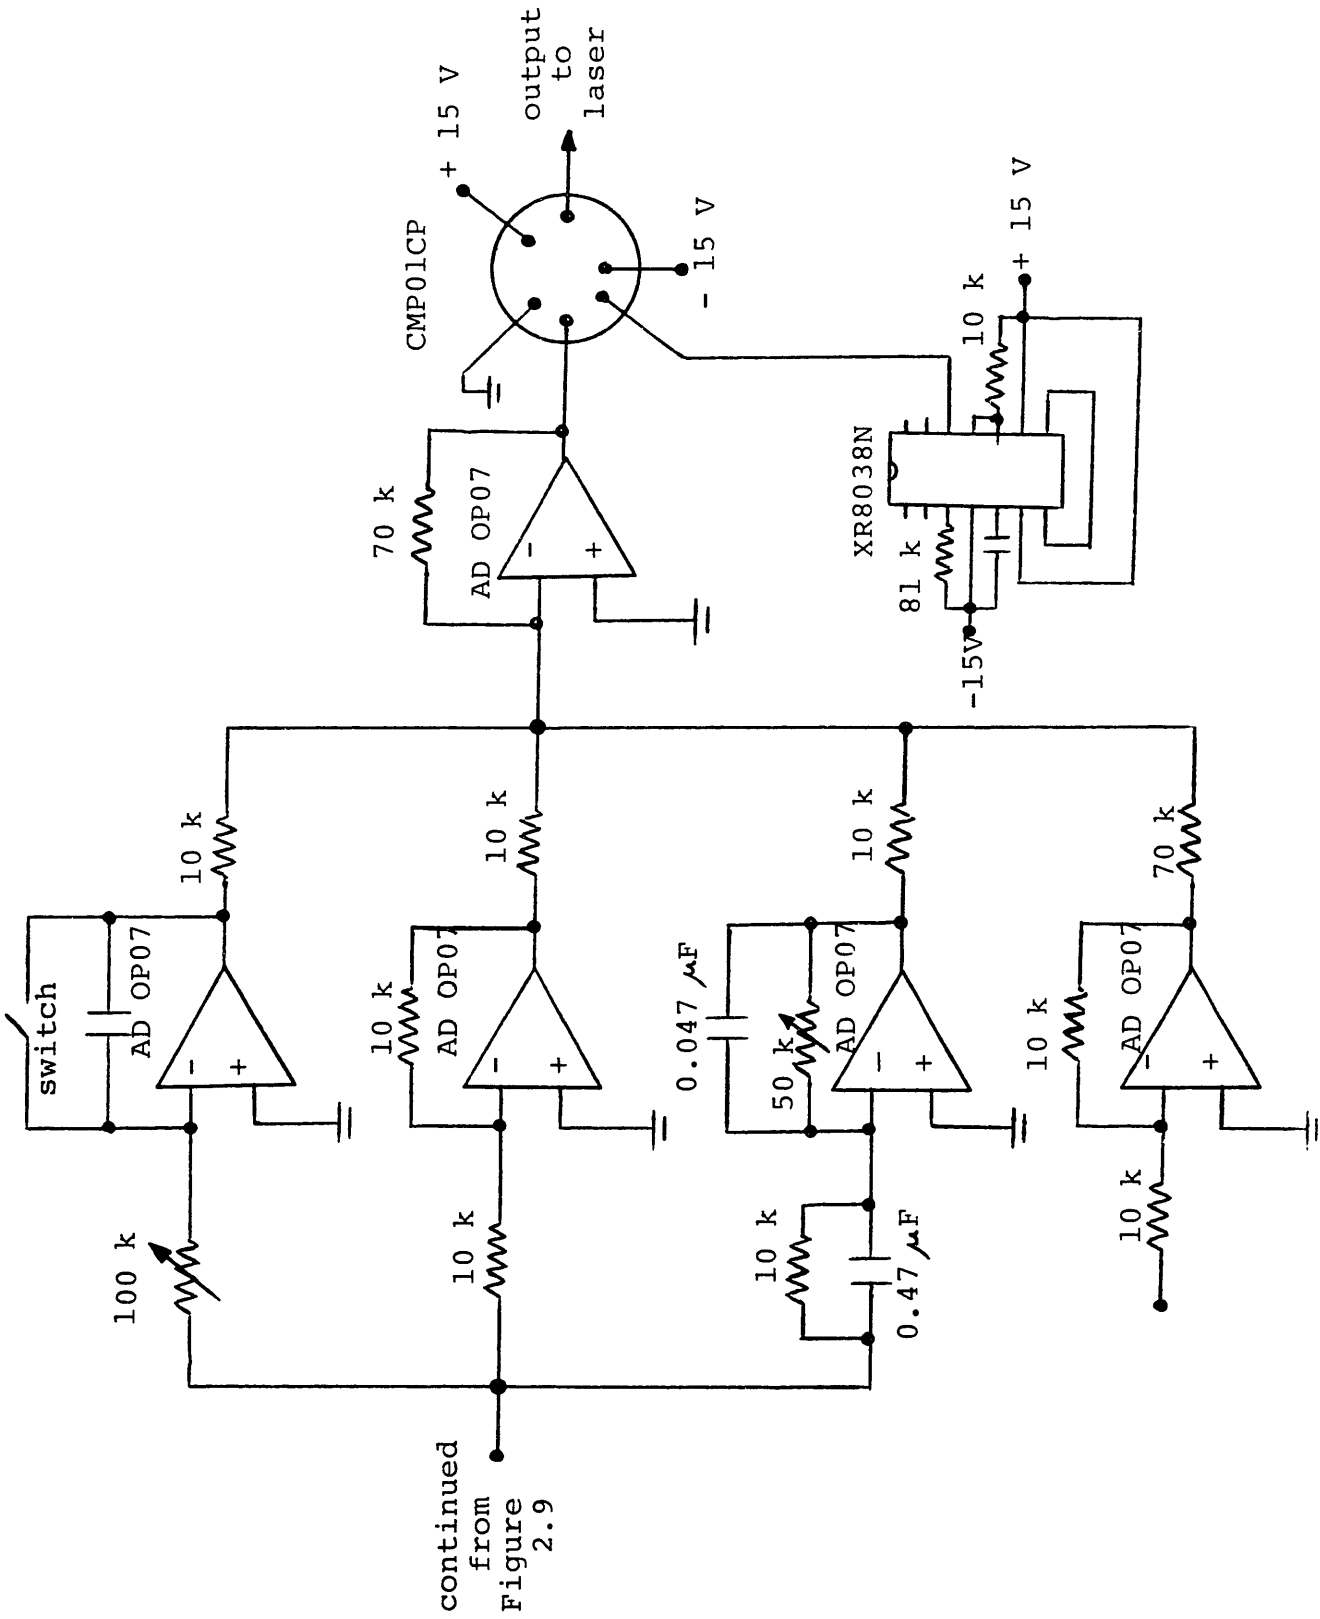 continued
from
Figure
2.9
100 k
switch
AD OP07
-
+
10 k
10 k
10 k
AD OP07
-
+
10 k
10 k
0.47 μF
0.047 μF
50 k
AD OP07
-
+
10 k
10 k
10 k
AD OP07
-
+
70 k
70 k
AD OP07
-
+
CMP01CP
+ 15 V
output
to
laser
- 15 V
XR8038N
81 k
-15V
10 k
+ 15 V